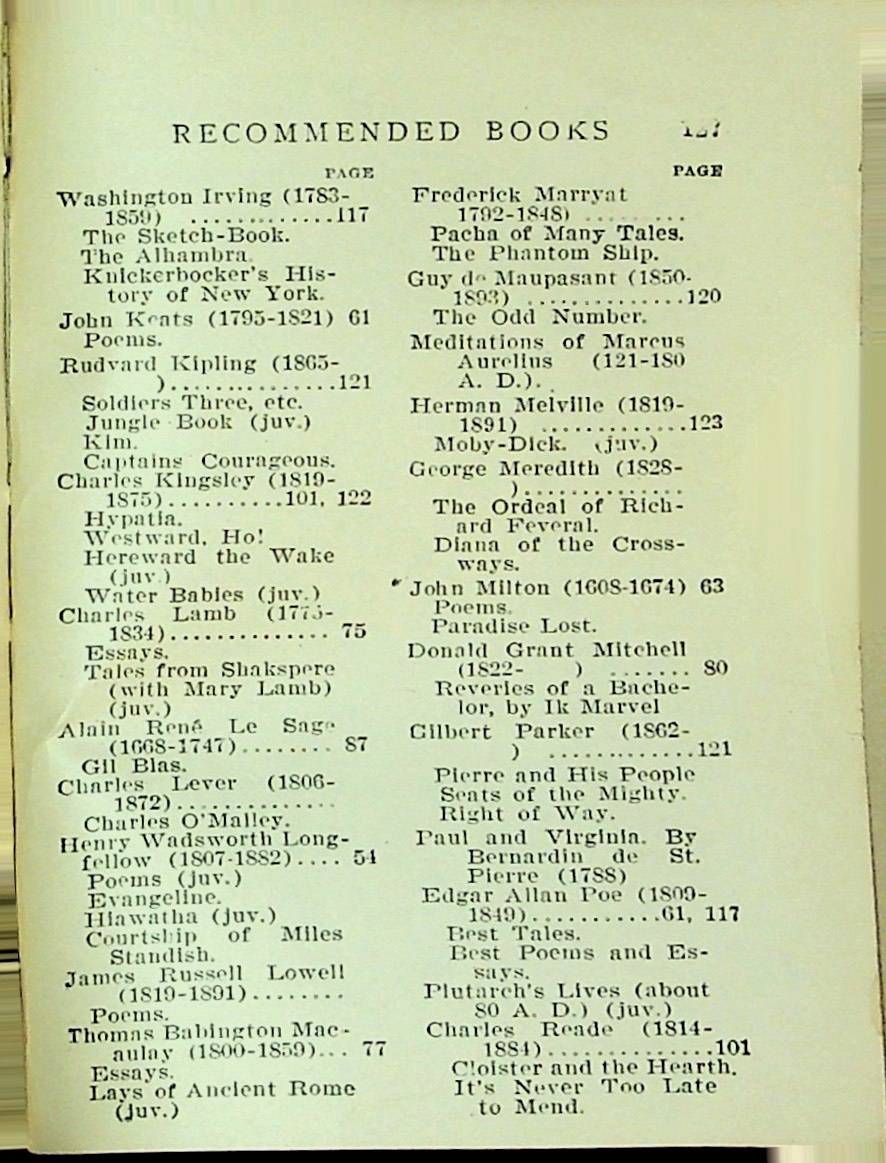 RECOMMENDED BOOKS
PAGE
Washington Irving (1783-
1859) .............117
The Sketch-Book.
The Alhambra.
Knickerbocker's His-
tory of New York.
John Keats (1795-1821) 61
Poems.
Rudyard Kipling (1865-
)...............121
Soldiers Three, etc.
Jungle Book (juv.)
Kim.
Captains Courageous.
Charles Kingsley (1819-
1875)..........101, 122
Hypatia.
Westward, Ho!
Hereward the Wake
(juv.)
Water Babies (juv.)
Charles Lamb (1775-
1834).............. 75
Essays.
Tales from Shakspere
(with Mary Lamb)
(juv.)
Alain René Le Sage
(1668-1747)........ 87
Gil Blas.
Charles Lever (1806-
1872)..............
Charles O'Malley.
Henry Wadsworth Long-
fellow (1807-1882).... 54
Poems (juv.)
Evangeline.
Hiawatha (juv.)
Courtship of Miles
Standish.
James Russell Lowell
(1819-1891)........
Poems.
Thomas Babington Mac-
aulay (1800-1859)... 77
Essays.
Lays of Ancient Rome
(juv.)
PAGE
Frederick Marryat
1792-1848) ........
Pacha of Many Tales.
The Phantom Ship.
Guy de Maupasant (1850-
1893) .............120
The Odd Number.
Meditations of Marcus
Aurelius (121-180
A. D.).
Herman Melville (1819-
1891) ............123
Moby-Dick. (juv.)
George Meredith (1828-
)..............
The Ordeal of Rich-
ard Feveral.
Diana of the Cross-
ways.
John Milton (1608-1674) 63
Poems.
Paradise Lost.
Donald Grant Mitchell
(1822- ) ....... 80
Reveries of a Bache-
lor, by Ik Marvel
Gilbert Parker (1862-
) ............121
Pierre and His People
Seats of the Mighty.
Right of Way.
Paul and Virginia. By
Bernardin de St.
Pierre (1788)
Edgar Allan Poe (1809-
1849)...........61, 117
Best Tales.
Best Poems and Es-
says.
Plutarch's Lives (about
80 A. D.) (juv.)
Charles Reade (1814-
1884)..............101
Cloister and the Hearth.
It's Never Too Late
to Mend.